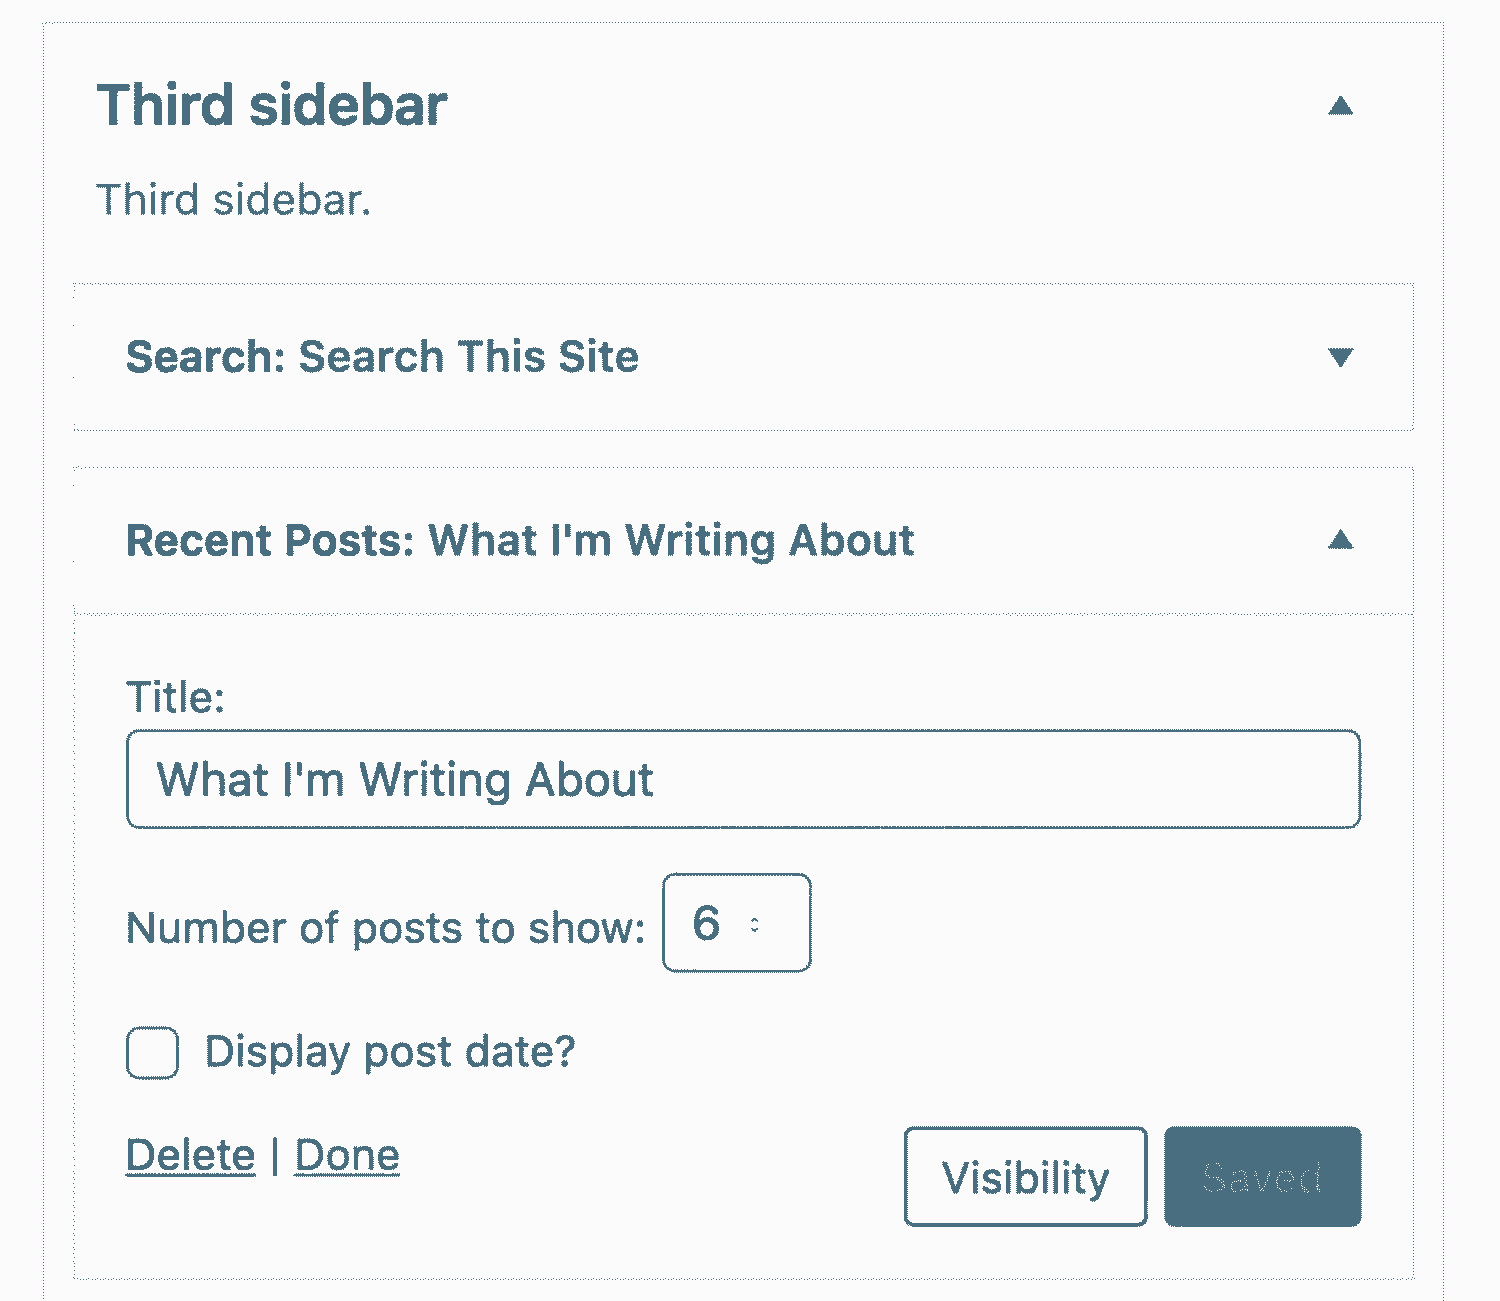 Third sidebar
Third sidebar.
Search: Search This Site
Recent Posts: What I'm Writing About
Title:
What I'm Writing About
Number of posts to show: 6
Display post date?
Delete | Done
Visibility Saved